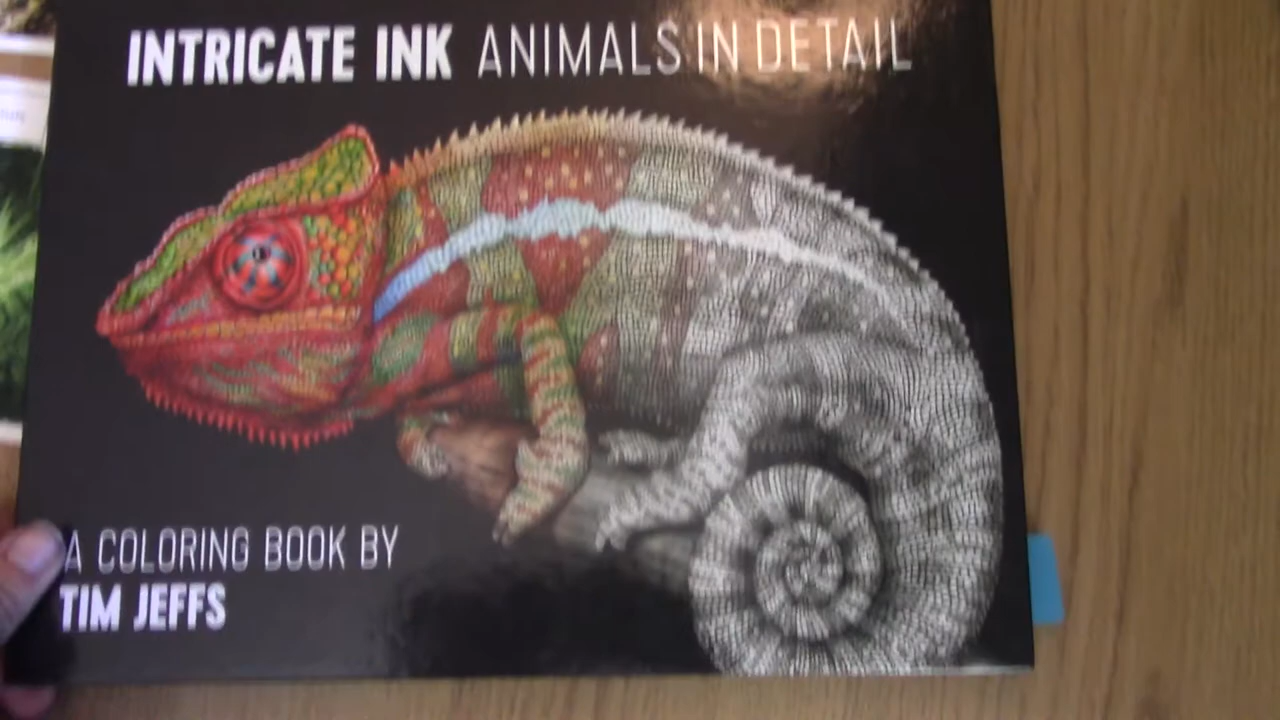 INTRICATE INK ANIMALS IN DETAIL
A COLORING BOOK BY
TIM JEFFS